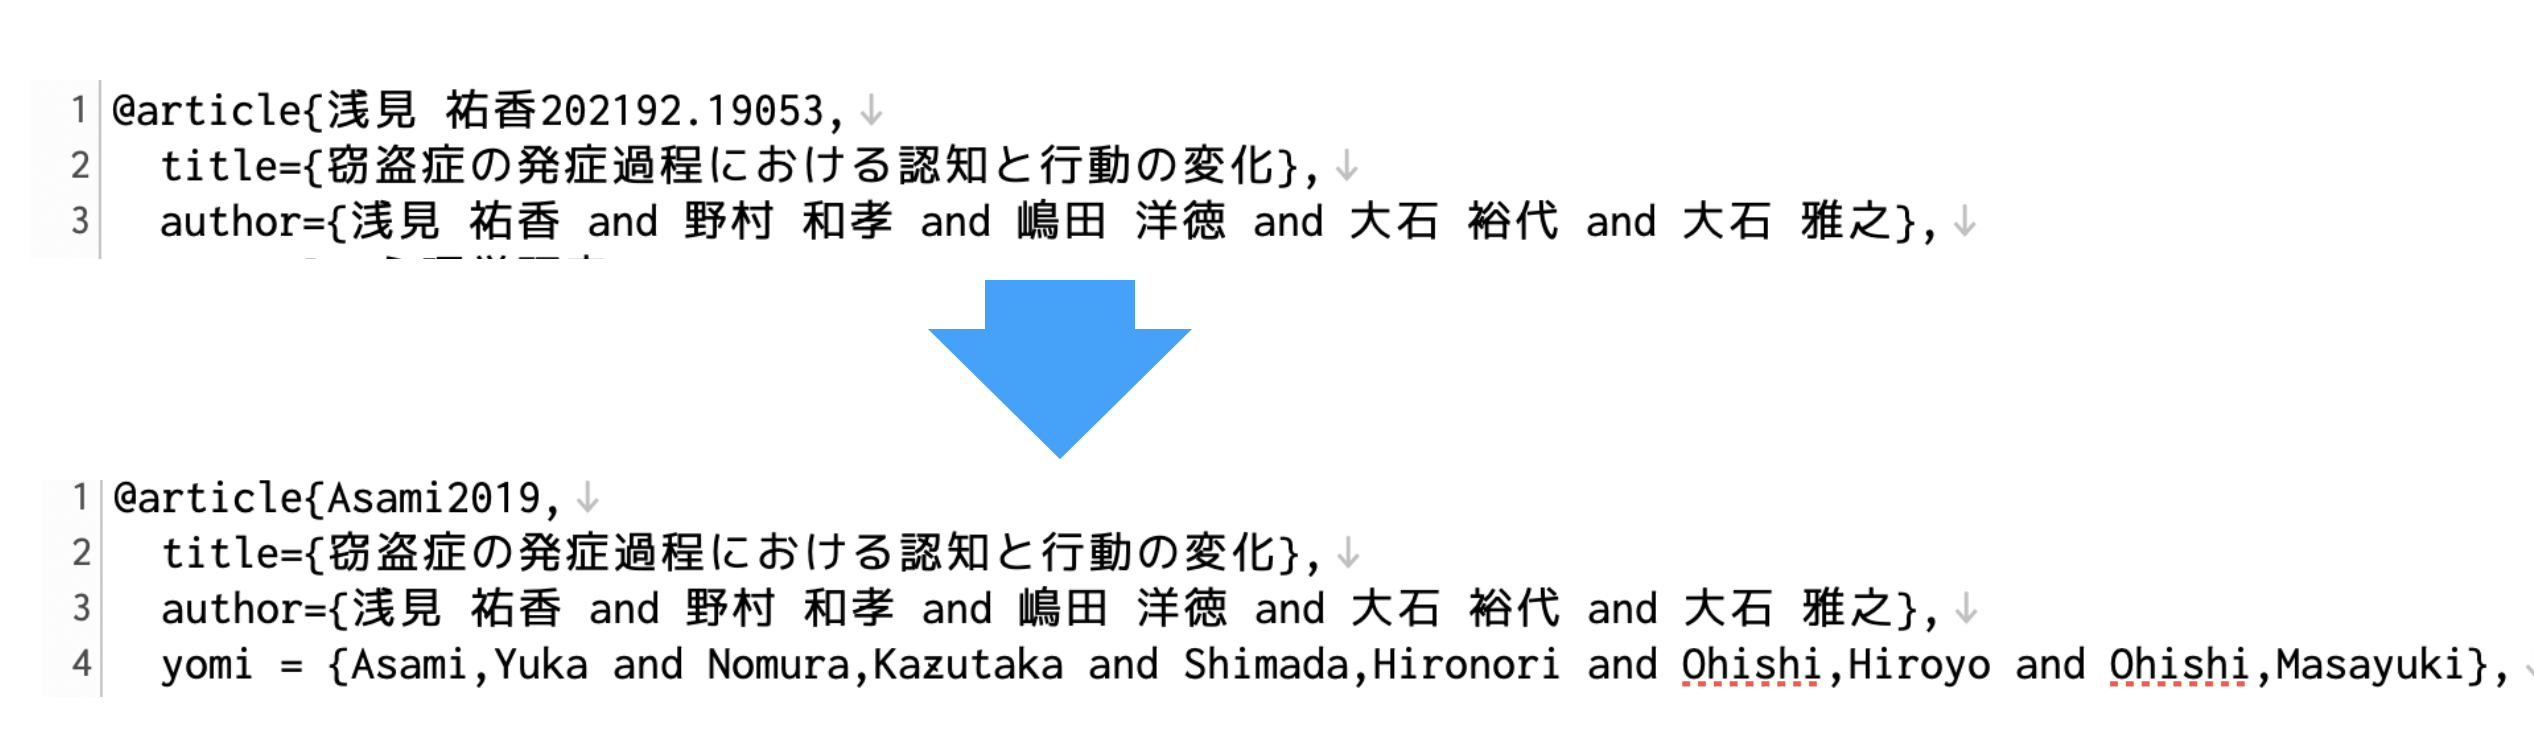 1 @article{浅見 祐香202192.19053,↓
2 title={窃盗症の発症過程における認知と行動の変化},↓
3 author={浅見 祐香 and 野村 和孝 and 嶋田 洋徳 and 大石 裕代 and 大石 雅之},↓
1 @article{Asami2019,↓
2 title={窃盗症の発症過程における認知と行動の変化},↓
3 author={浅見 祐香 and 野村 和孝 and 嶋田 洋徳 and 大石 裕代 and 大石 雅之},↓
4 yomi = {Asami,Yuka and Nomura,Kazutaka and Shimada,Hironori and Ohishi,Hiroyo and Ohishi,Masayuki},